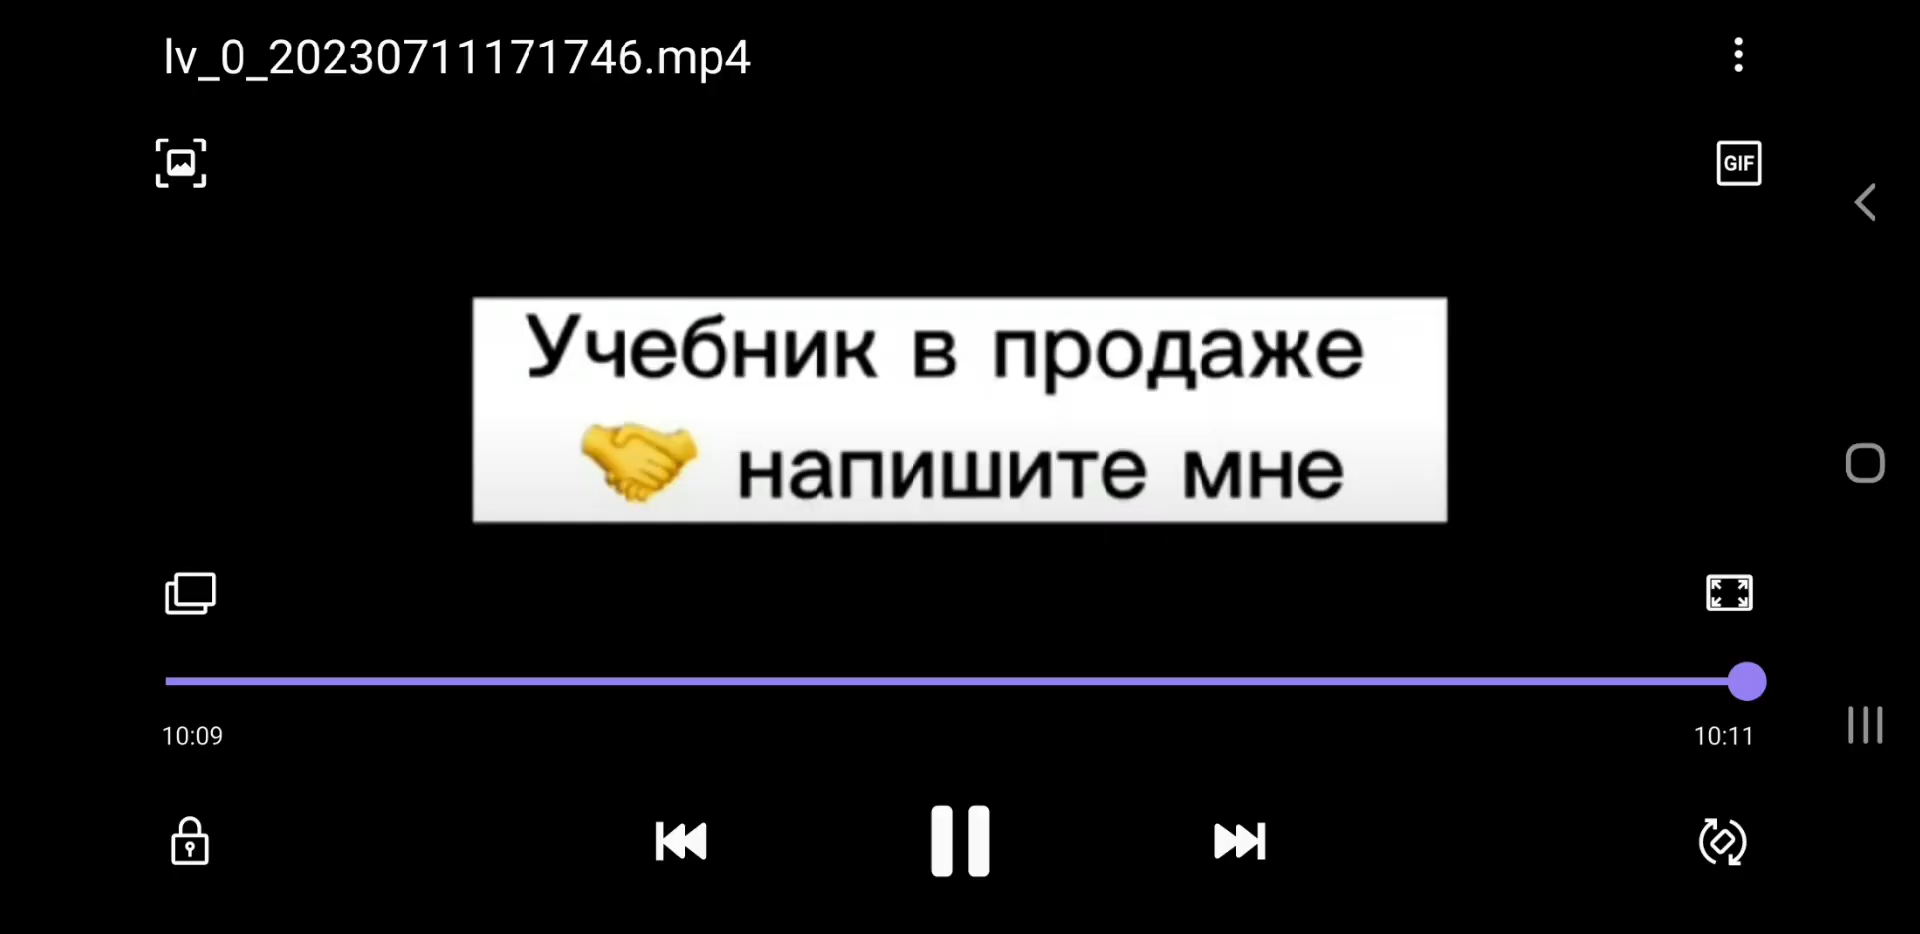 lv_0_20230711171746.mp4
GIF
Учебник в продаже
🤝 напишите мне
10:09
10:11